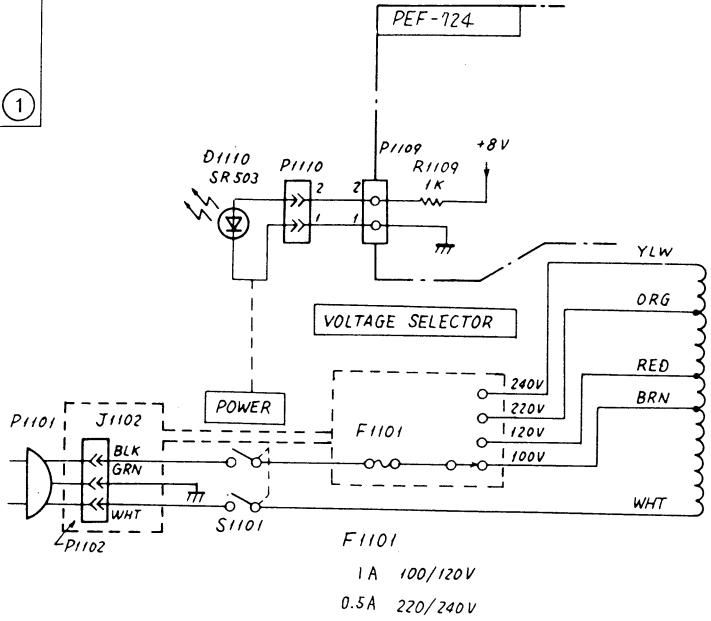 PEF-724
1
D1110
SR503
P1110
2
1
2
1
P1109
R1109
1K
+8V
YLW
ORG
RED
BRN
WHT
VOLTAGE SELECTOR
POWER
240V
220V
120V
100V
F1101
P1101
J1102
BLK
GRN
WHT
P1102
S1101
F1101
1A 100/120V
0.5A 220/240V